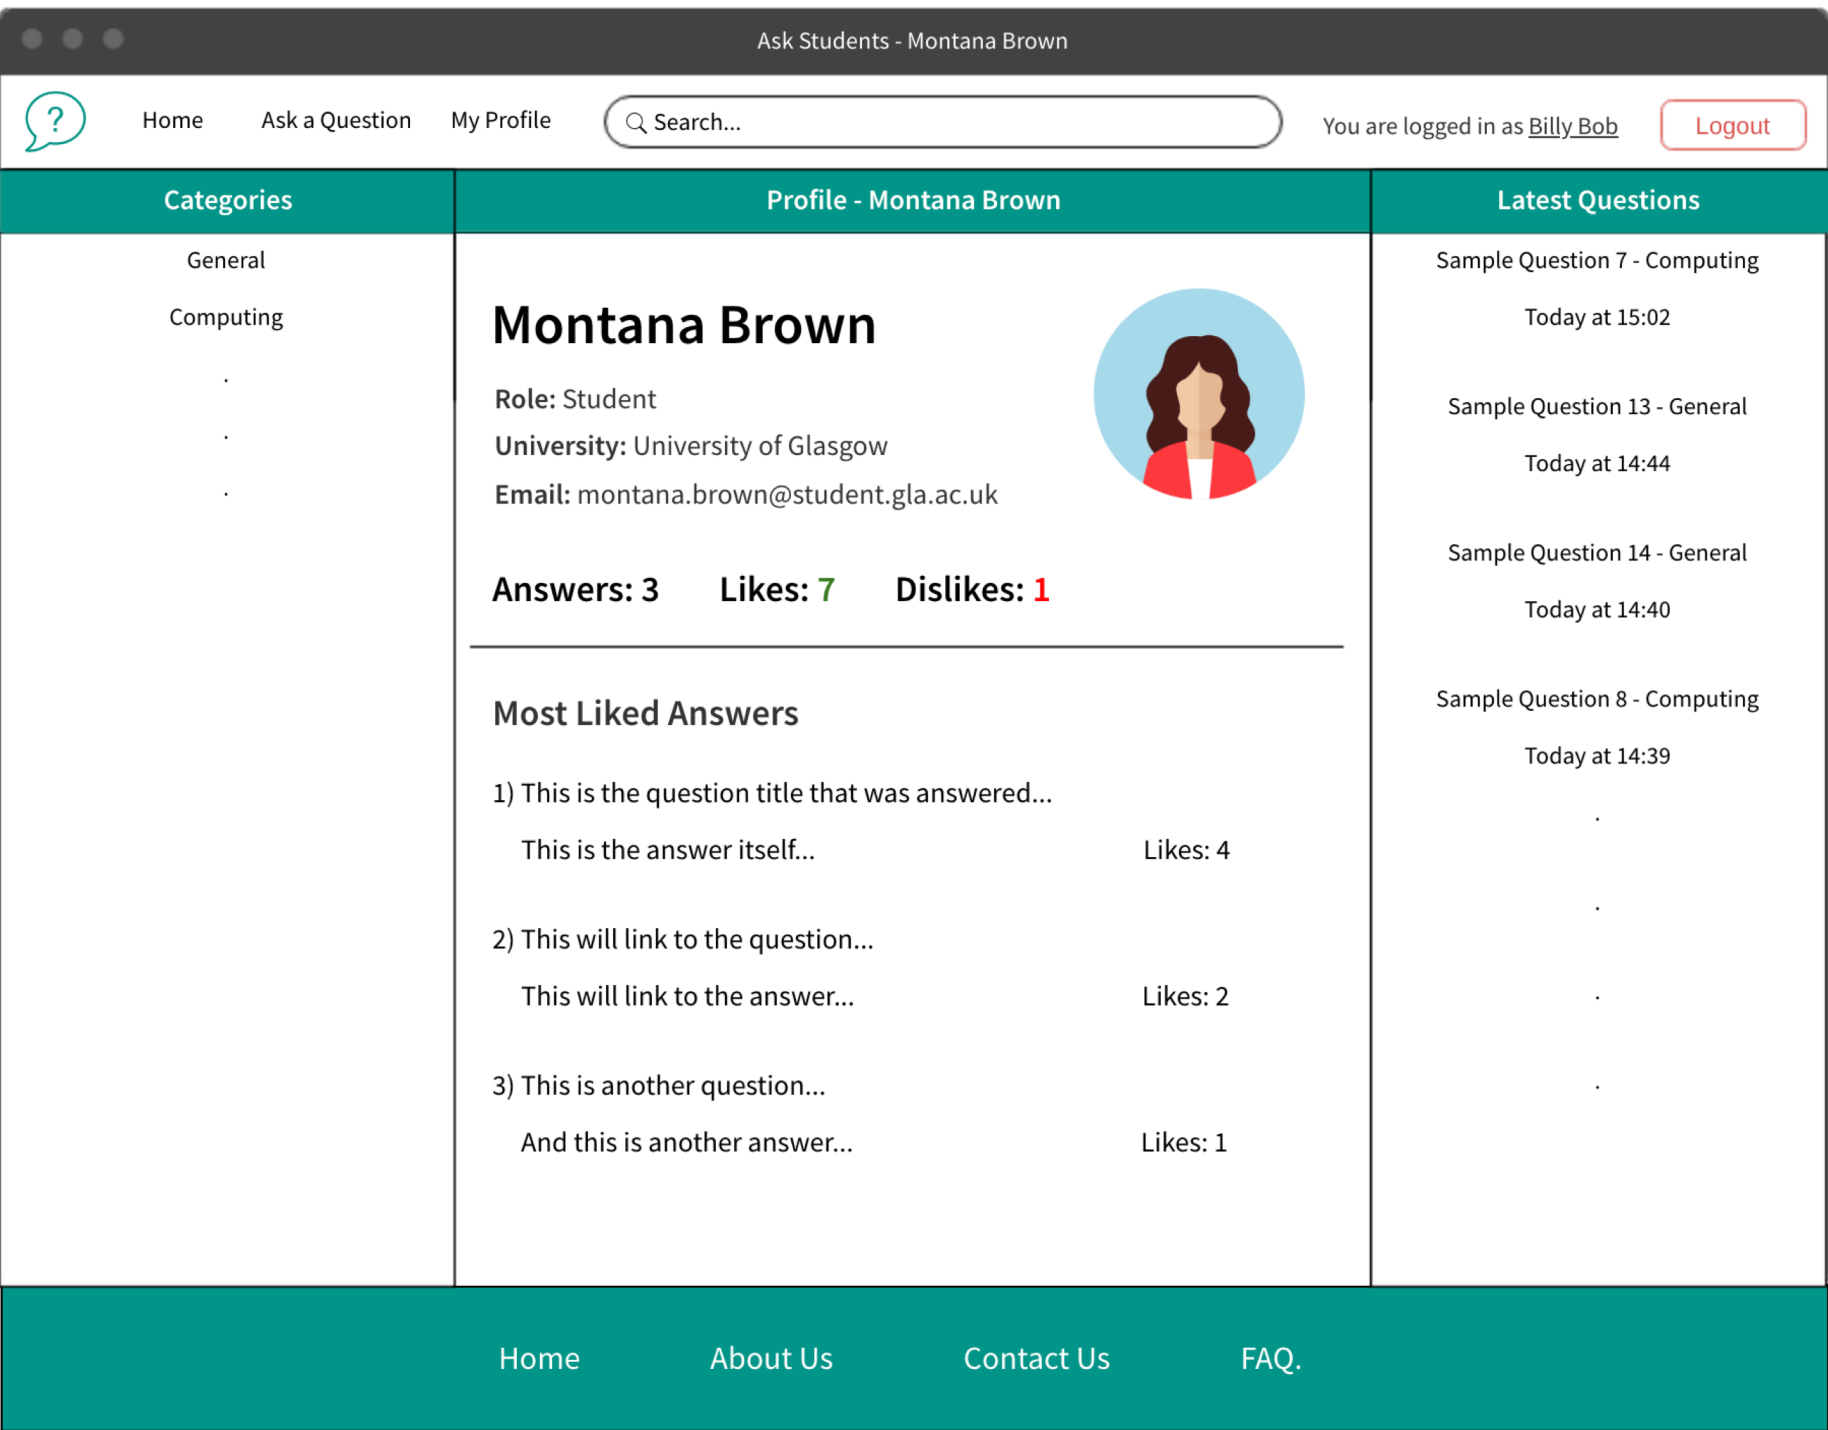 Ask Students - Montana Brown
?
Home
Ask a Question
My Profile
Search...
You are logged in as Billy Bob
Logout
Categories
General
Computing
.
.
.
Profile - Montana Brown
Montana Brown
Role: Student
University: University of Glasgow
Email: montana.brown@student.gla.ac.uk
Answers: 3
Likes: 7
Dislikes: 1
Most Liked Answers
1) This is the question title that was answered...
This is the answer itself...
Likes: 4
2) This will link to the question...
This will link to the answer...
Likes: 2
3) This is another question...
And this is another answer...
Likes: 1
Latest Questions
Sample Question 7 - Computing
Today at 15:02
Sample Question 13 - General
Today at 14:44
Sample Question 14 - General
Today at 14:40
Sample Question 8 - Computing
Today at 14:39
.
.
.
.
Home
About Us
Contact Us
FAQ.